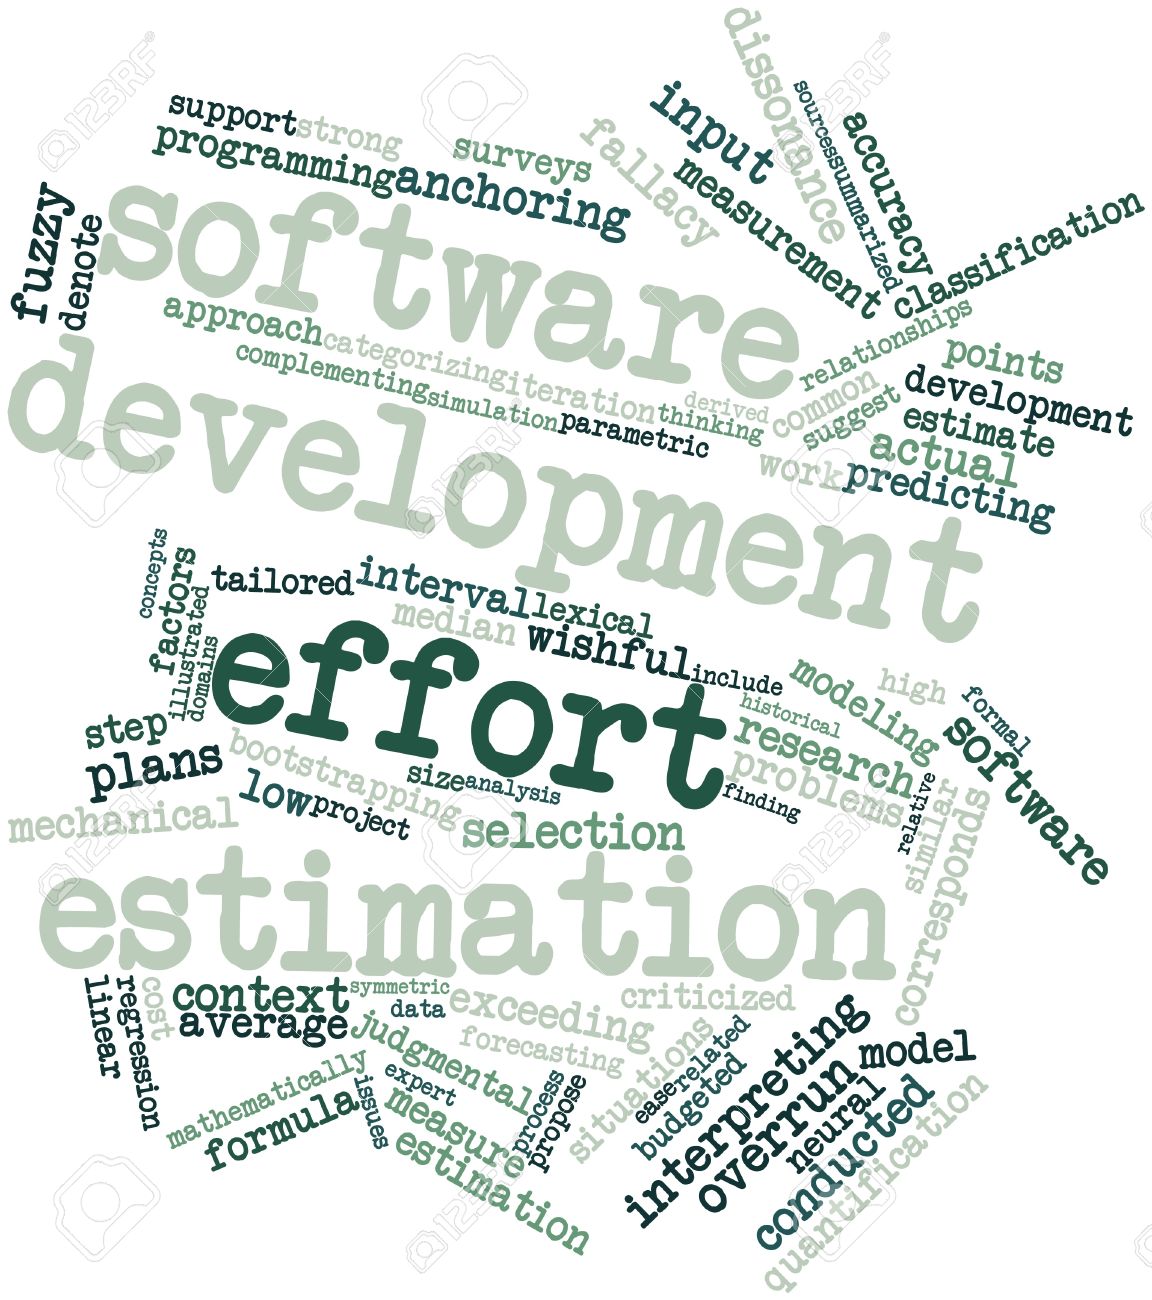 dissonance
input
sources
summarized
accuracy
support
strong
surveys
fallacy
programming
anchoring
measurement
classification
fuzzy
denote
software
approach
categorizing
iteration
derived
relationships
points
complementing
simulation
parametric
thinking
common
suggest
development
estimate
actual
work
predicting
development
concepts
factors
illustrated
domains
tailored
interval
lexical
median
wishful
include
effort
modeling
high
formal
software
historical
research
problems
finding
relative
similar
corresponds
step
plans
bootstrapping
size
analysis
low
project
mechanical
selection
estimation
linear
regression
cost
context
symmetric
average
data
exceeding
criticized
forecasting
judgmental
mathematically
formula
issues
expert
measure
estimation
process
propose
situations
ease
related
budgeted
interpreting
overrun
model
neural
conducted
quantification
123RF